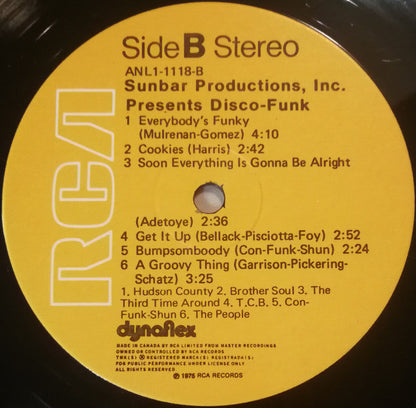 RCA
Side B Stereo
ANL1-1118-B
Sunbar Productions, Inc.
Presents Disco-Funk
1 Everybody's Funky
(Mulrenan-Gomez) 4:10
2 Cookies (Harris) 2:42
3 Soon Everything Is Gonna Be Alright
(Adetoye) 2:36
4 Get It Up (Bellack-Pisciotta-Foy) 2:52
5 Bumpsomboody (Con-Funk-Shun) 2:24
6 A Groovy Thing (Garrison-Pickering-
Schatz) 3:25
1, Hudson County 2, Brother Soul 3. The
Third Time Around 4, T.C.B. 5. Con-
Funk-Shun 6. The People
dynaflex
MADE IN CANADA BY RCA LIMITED FROM MASTER RECORDINGS
OWNED OR CONTROLLED BY RCA RECORDS
TMK(S) ® REGISTERED MARCA(S) REGISTRADA(S)
FOR PUBLIC PERFORMANCE UNDER LICENSE ONLY
ALL RIGHTS RESERVED
℗ 1975 RCA RECORDS